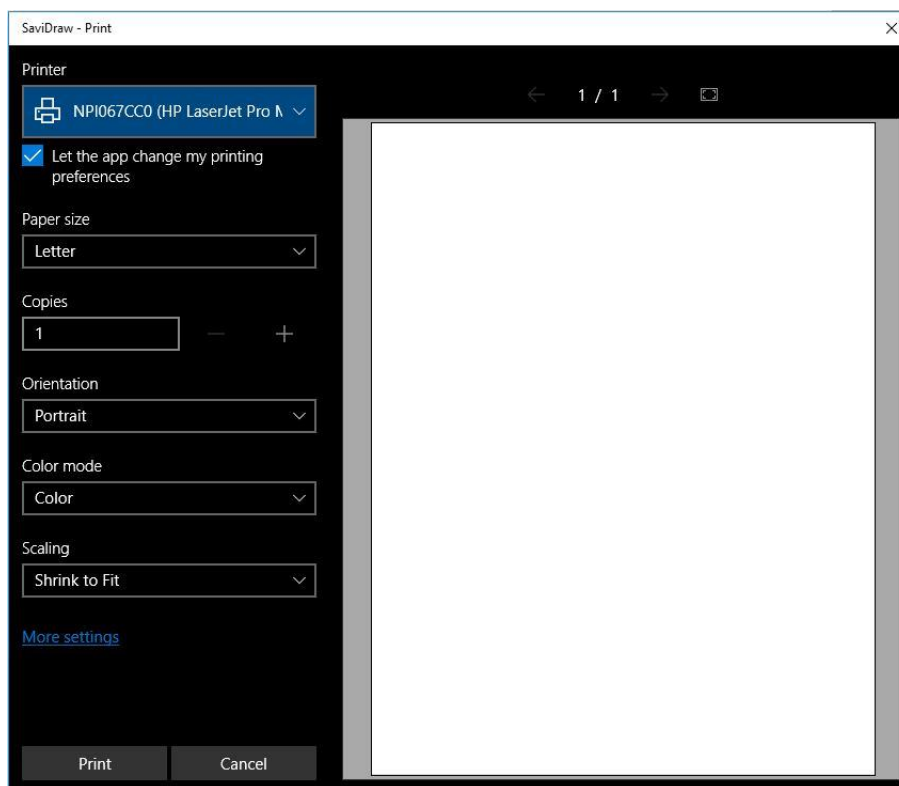 SaviDraw - Print
Printer
NPI067CC0 (HP LaserJet Pro M
Let the app change my printing
preferences
Paper size
Letter
Copies
1
Orientation
Portrait
Color mode
Color
Scaling
Shrink to Fit
More settings
Print Cancel
1 / 1